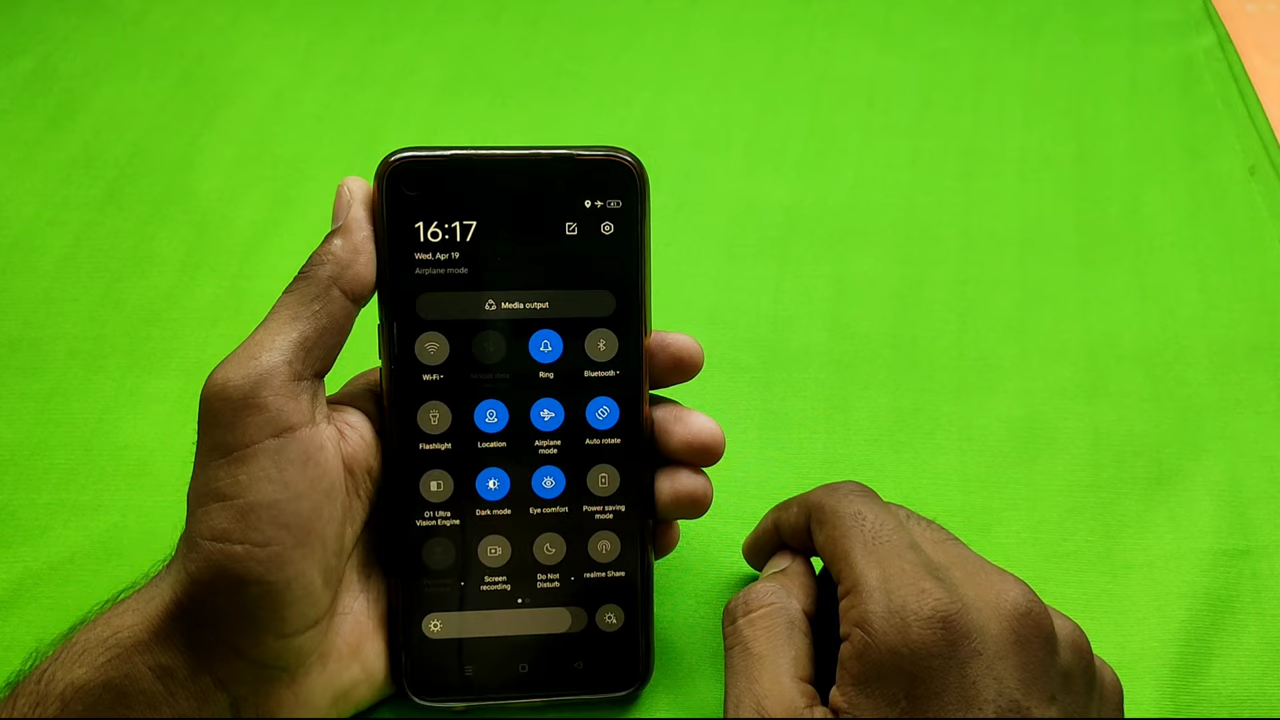 41
16:17
Wed, Apr 19
Airplane mode
Media output
Wi-Fi
Ring
Bluetooth
Flashlight
Location
Airplane
mode
Auto rotate
O1 Ultra
Vision Engine
Dark mode
Eye comfort
Power saving
mode
Screen
recording
Do Not
Disturb
realme Share